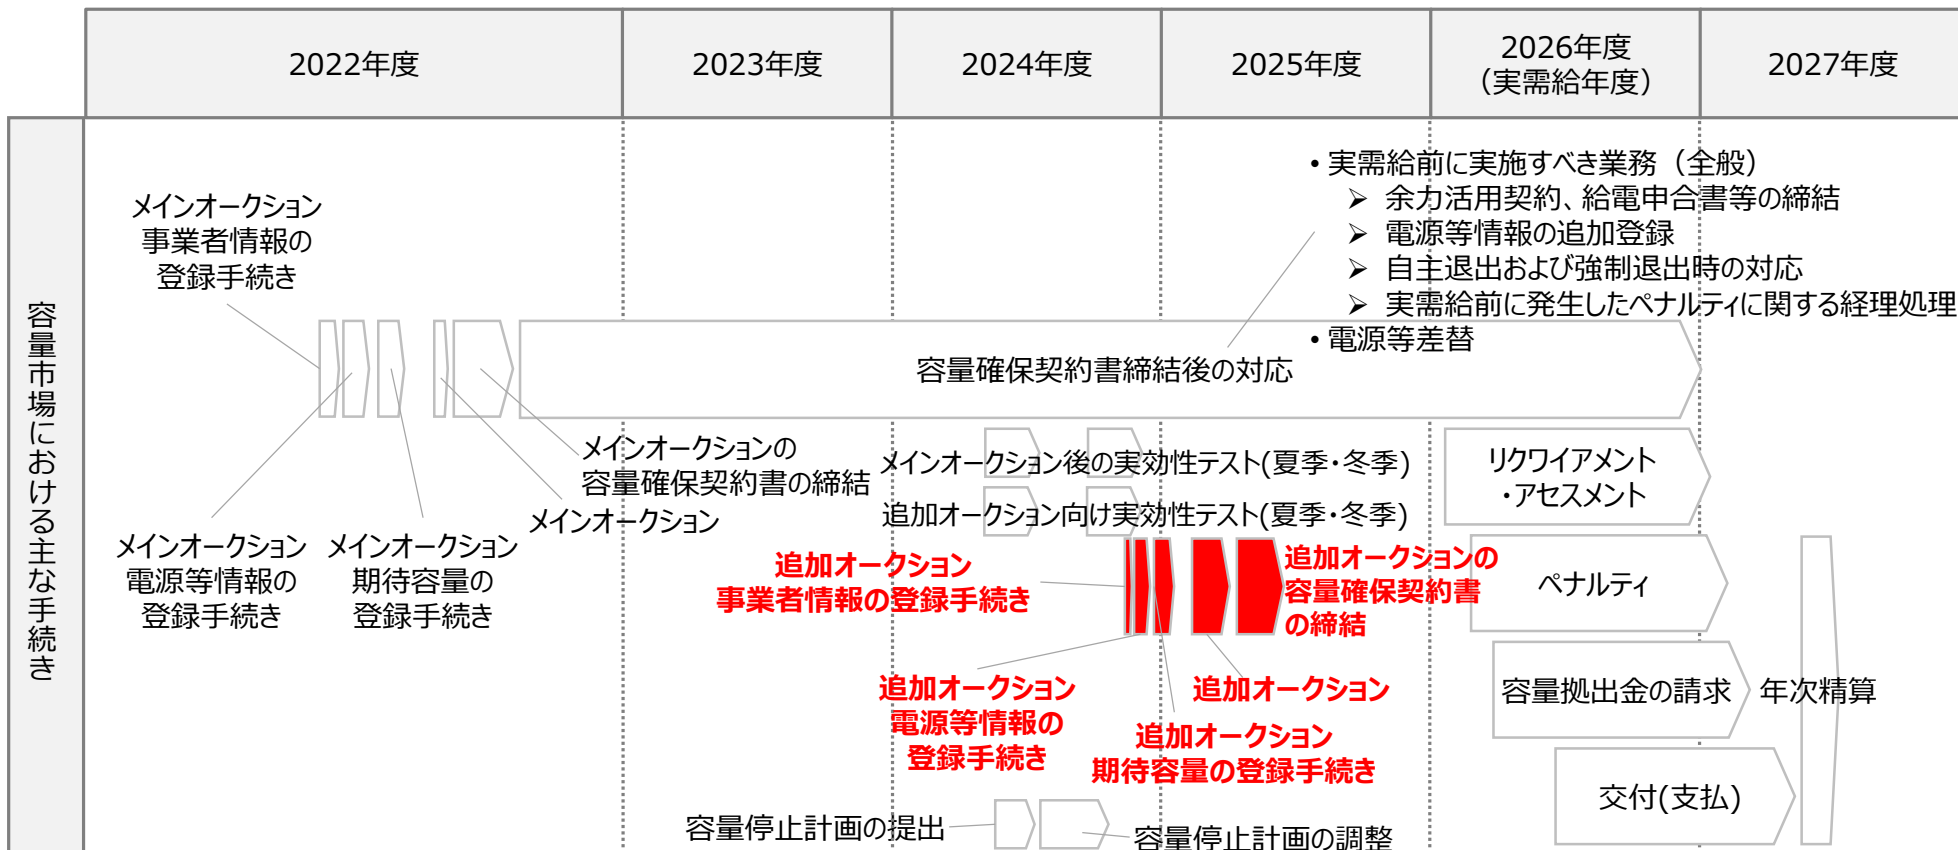 2022年度
2023年度
2024年度
2025年度
2026年度
（実需給年度）
2027年度
容量市場における主な手続き
• 実需給前に実施すべき業務（全般）
➢ 余力活用契約、給電申合書等の締結
➢ 電源等情報の追加登録
➢ 自主退出および強制退出時の対応
➢ 実需給前に発生したペナルティに関する経理処理
• 電源等差替
メインオークション
事業者情報の
登録手続き
容量確保契約書締結後の対応
メインオークションの
容量確保契約書の締結
メインオークション
メインオークション
電源等情報の
登録手続き
メインオークション
期待容量の
登録手続き
メインオークション後の実効性テスト(夏季・冬季)
追加オークション向け実効性テスト(夏季・冬季)
リクワイアメント
・アセスメント
追加オークション
事業者情報の登録手続き
追加オークションの
容量確保契約書
の締結
ペナルティ
追加オークション
電源等情報の
登録手続き
追加オークション
追加オークション
期待容量の登録手続き
容量拠出金の請求
年次精算
交付(支払)
容量停止計画の提出
容量停止計画の調整